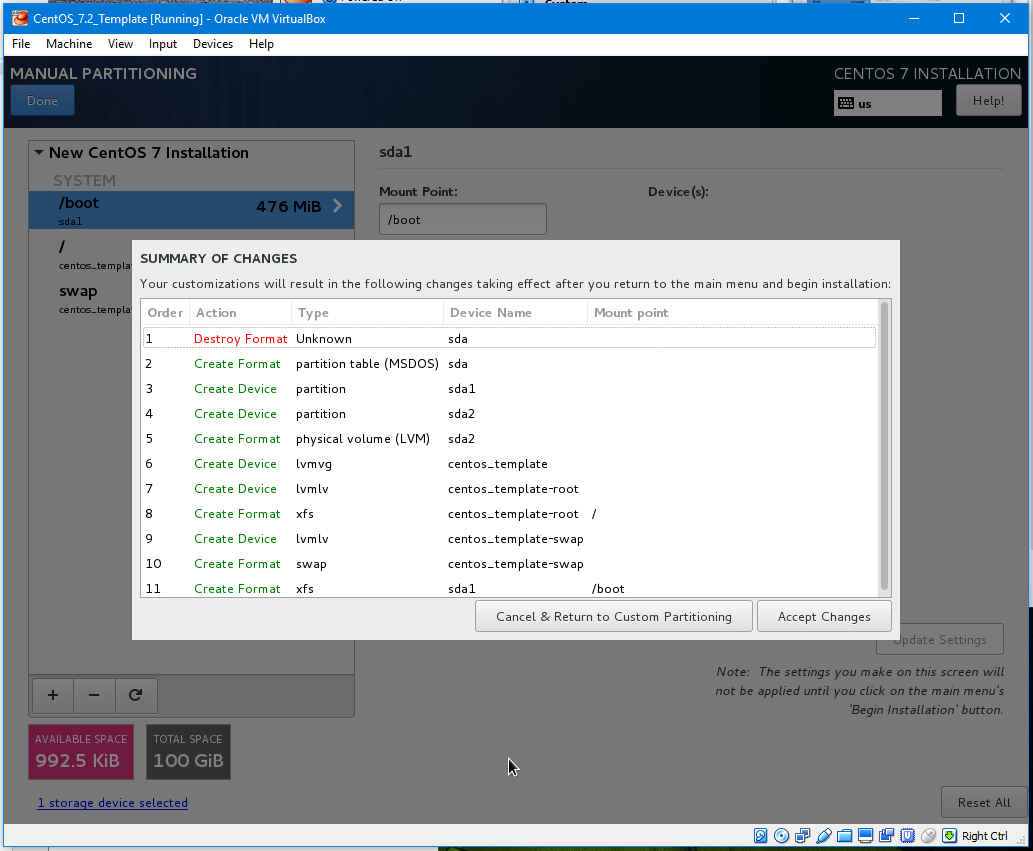 CentOS_7.2_Template [Running] - Oracle VM VirtualBox
File Machine View Input Devices Help
MANUAL PARTITIONING
CENTOS 7 INSTALLATION
Done
us
Help!
New CentOS 7 Installation
SYSTEM
/boot
476 MiB
sda1
/
centos_templa
swap
centos_templa
sda1
Mount Point:
Device(s):
/boot
SUMMARY OF CHANGES
Your customizations will result in the following changes taking effect after you return to the main menu and begin installation:
Order Action Type Device Name Mount point
1 Destroy Format Unknown sda
2 Create Format partition table (MSDOS) sda
3 Create Device partition sda1
4 Create Device partition sda2
5 Create Format physical volume (LVM) sda2
6 Create Device lvmvg centos_template
7 Create Device lvmlv centos_template-root
8 Create Format xfs centos_template-root /
9 Create Device lvmlv centos_template-swap
10 Create Format swap centos_template-swap
11 Create Format xfs sda1 /boot
Cancel & Return to Custom Partitioning
Accept Changes
Update Settings
Note: The settings you make on this screen will
not be applied until you click on the main menu's
'Begin Installation' button.
+ −
AVAILABLE SPACE
992.5 KiB
TOTAL SPACE
100 GiB
1 storage device selected
Reset All
Right Ctrl